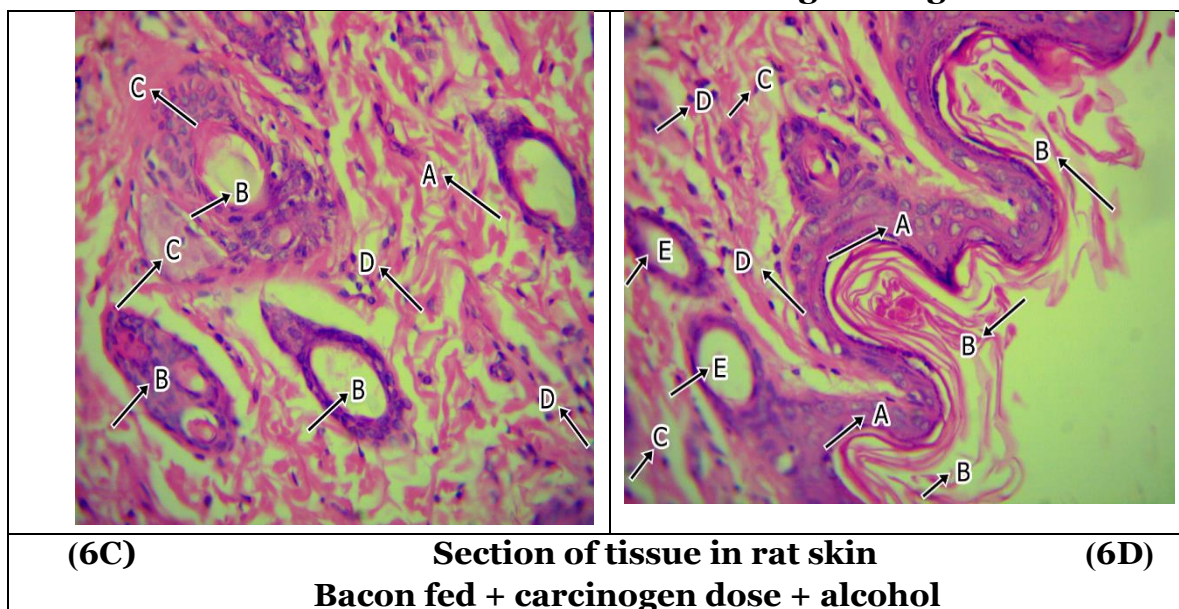 C
B
A
C
D
B
B
D
D
C
B
A
E
D
B
E
A
C
B
(6C) Section of tissue in rat skin (6D)
Bacon fed + carcinogen dose + alcohol